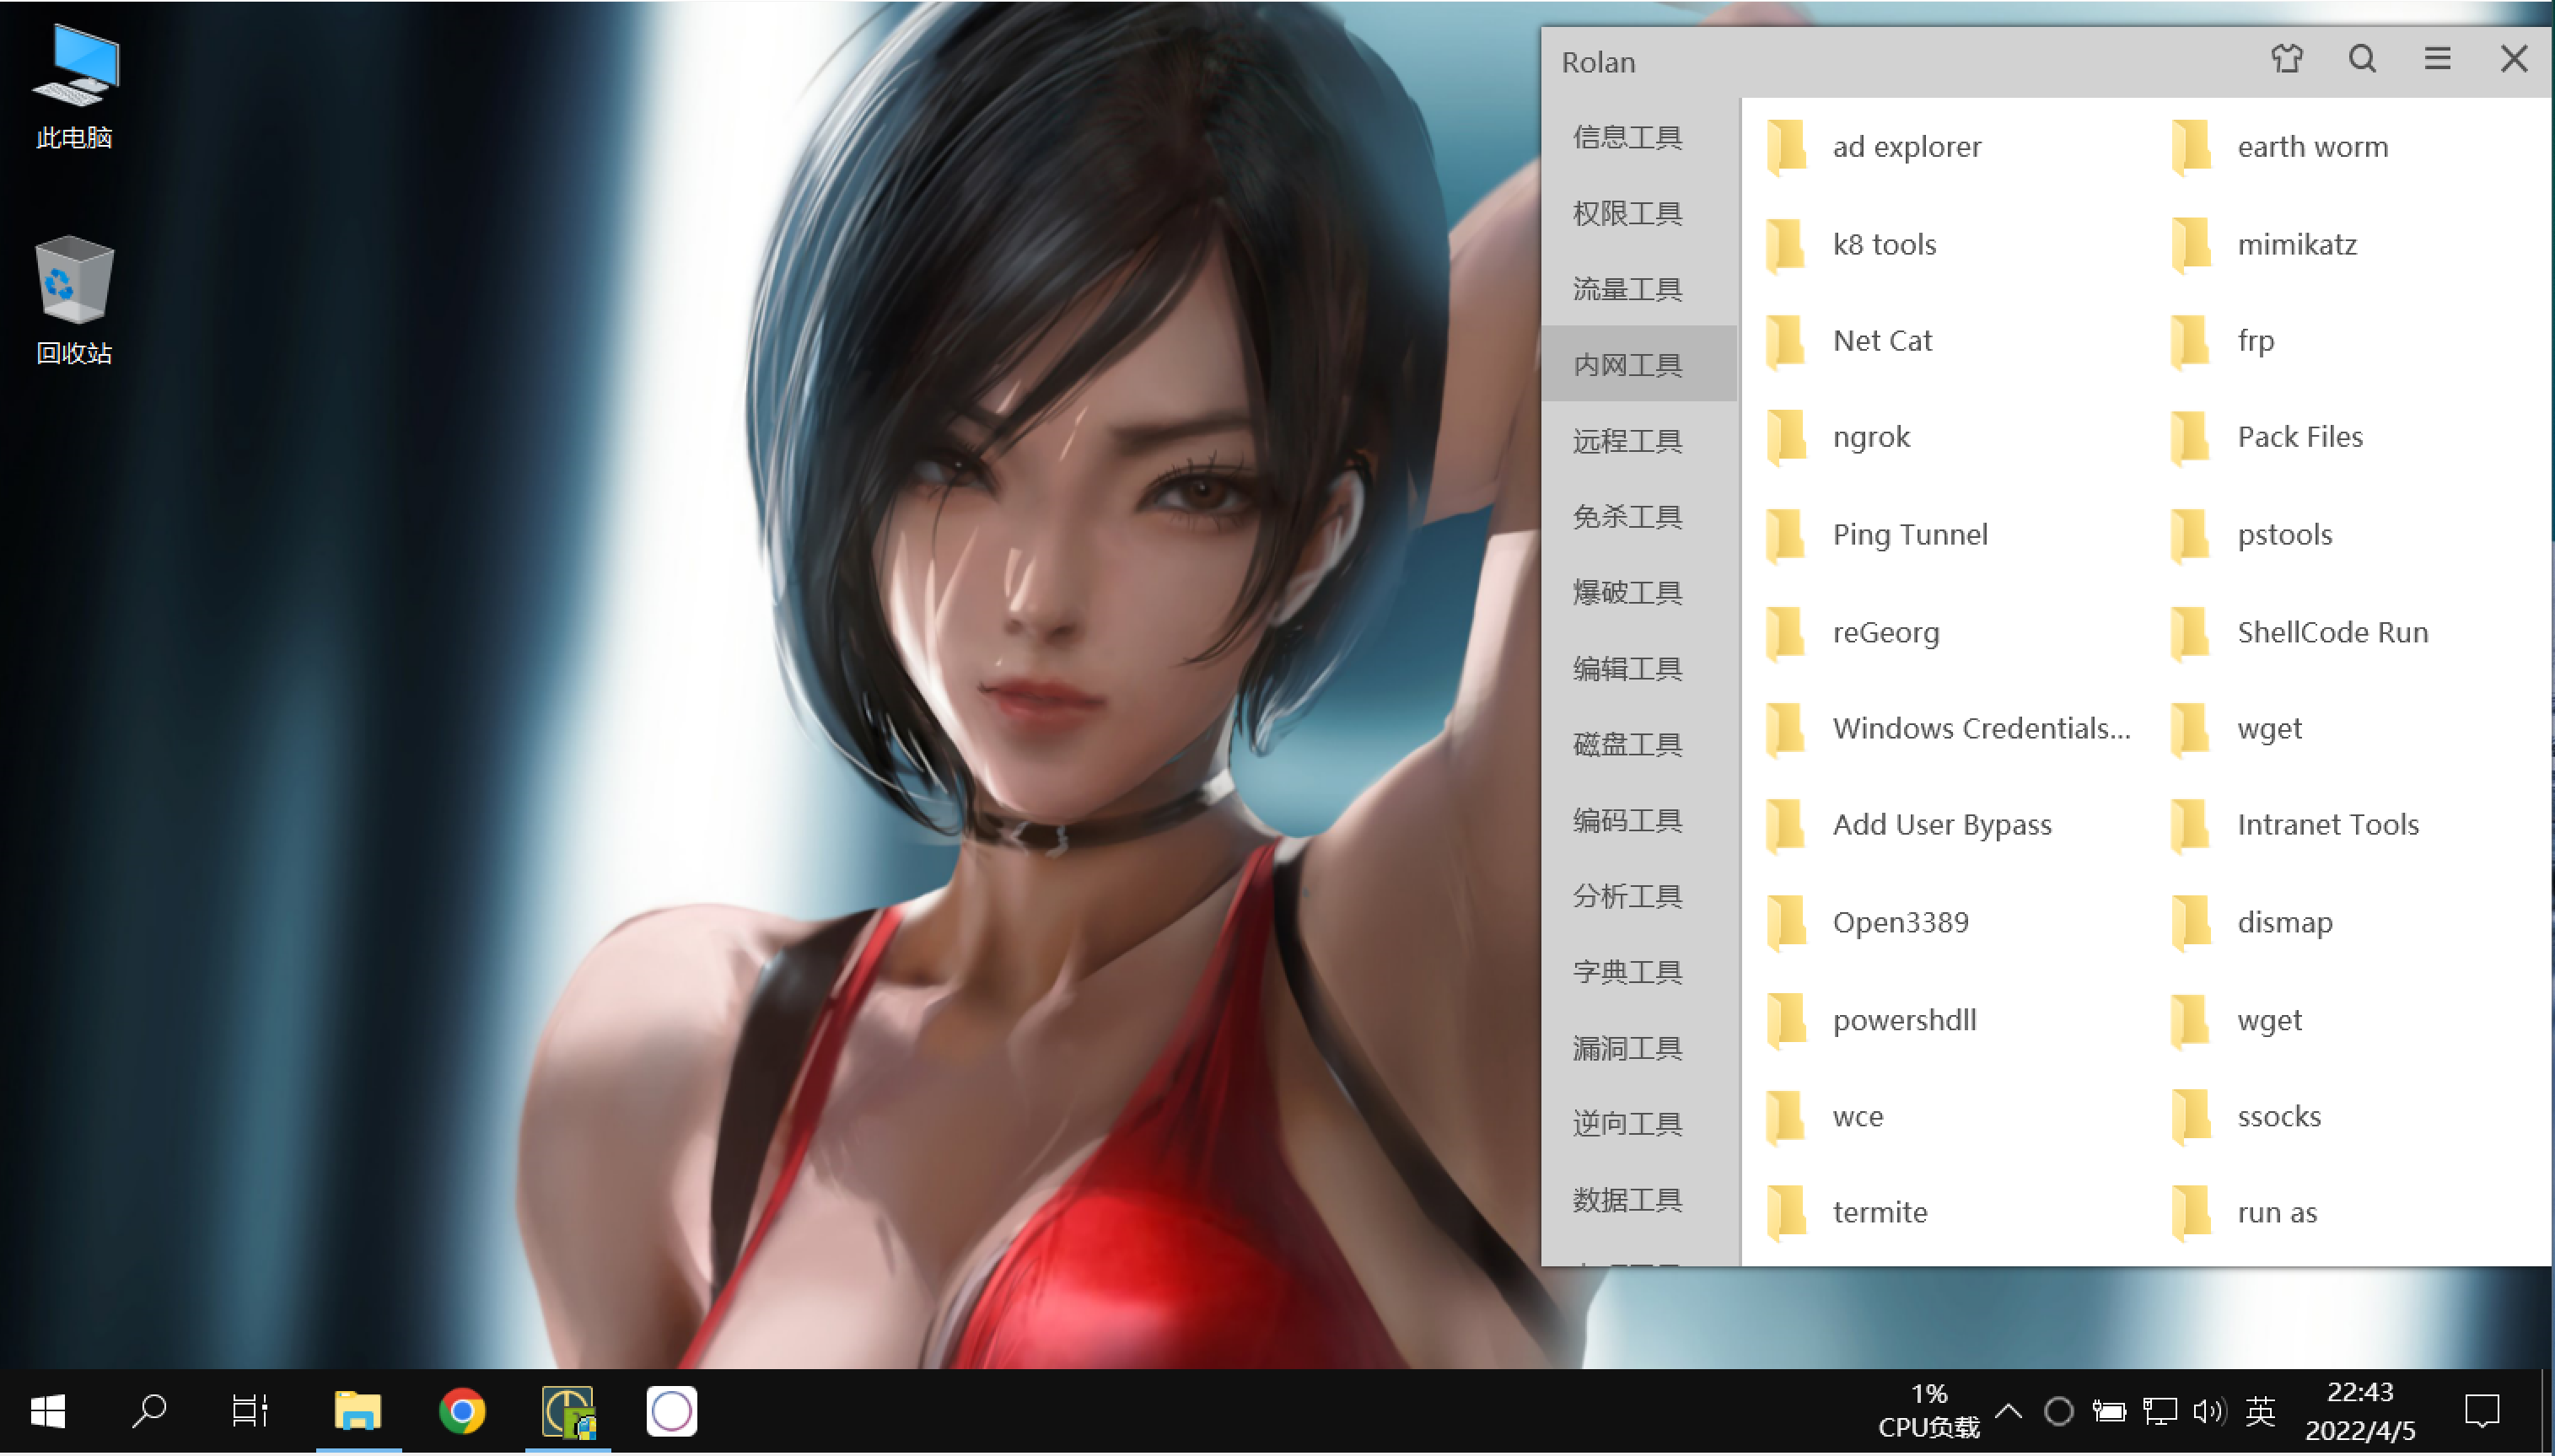 此电脑
回收站
Rolan
信息工具
权限工具
流量工具
内网工具
远程工具
免杀工具
爆破工具
编辑工具
磁盘工具
编码工具
分析工具
字典工具
漏洞工具
逆向工具
数据工具
ad explorer
earth worm
k8 tools
mimikatz
Net Cat
frp
ngrok
Pack Files
Ping Tunnel
pstools
reGeorg
ShellCode Run
Windows Credentials...
wget
Add User Bypass
Intranet Tools
Open3389
dismap
powershdll
wget
wce
ssocks
termite
run as
1%
CPU负载
英
22:43
2022/4/5